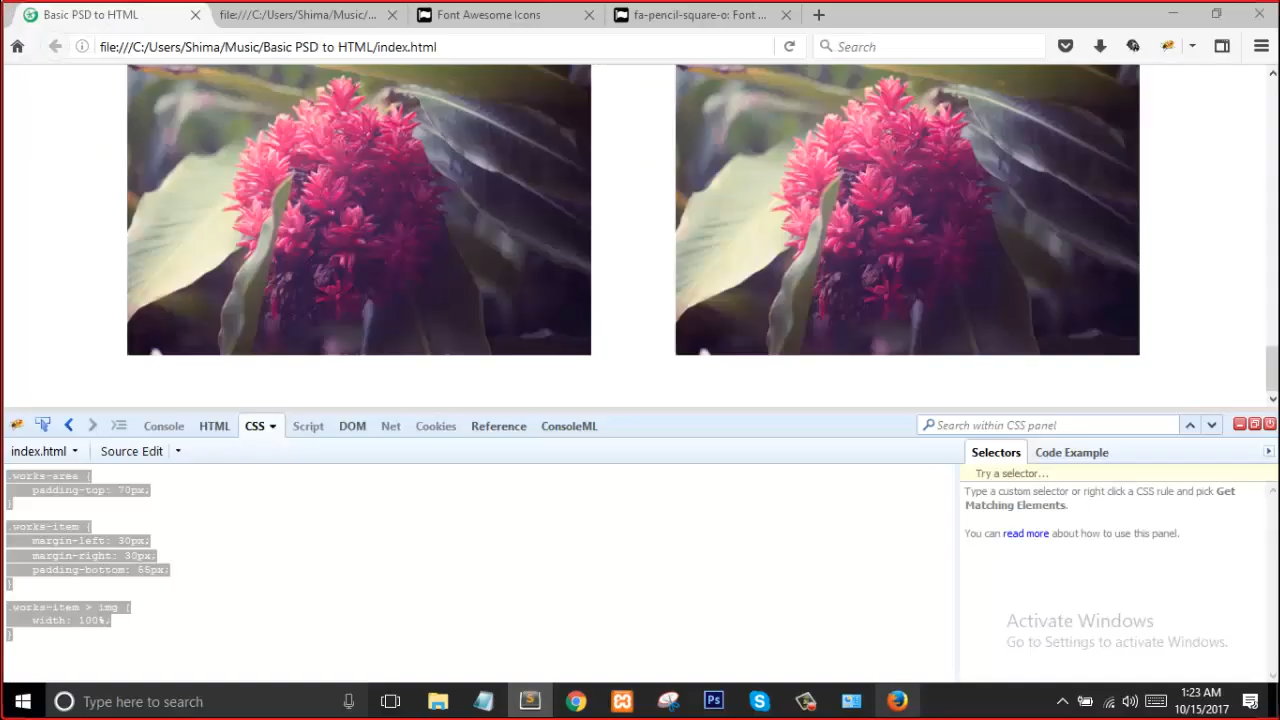 Basic PSD to HTML
file:///C:/Users/Shima/Music/...
Font Awesome Icons
fa-pencil-square-o: Font ...
file:///C:/Users/Shima/Music/Basic PSD to HTML/index.html
Search
Console
HTML
CSS
Script
DOM
Net
Cookies
Reference
ConsoleML
Search within CSS panel
index.html
Source Edit
Selectors
Code Example
.works-area {
padding-top: 70px;
}
.works-item {
margin-left: 30px;
margin-right: 30px;
padding-bottom: 55px;
}
.works-item > img {
width: 100%;
}
Try a selector...
Type a custom selector or right click a CSS rule and pick Get
Matching Elements.
You can read more about how to use this panel.
Activate Windows
Go to Settings to activate Windows.
Type here to search
Ps
1:23 AM
10/15/2017